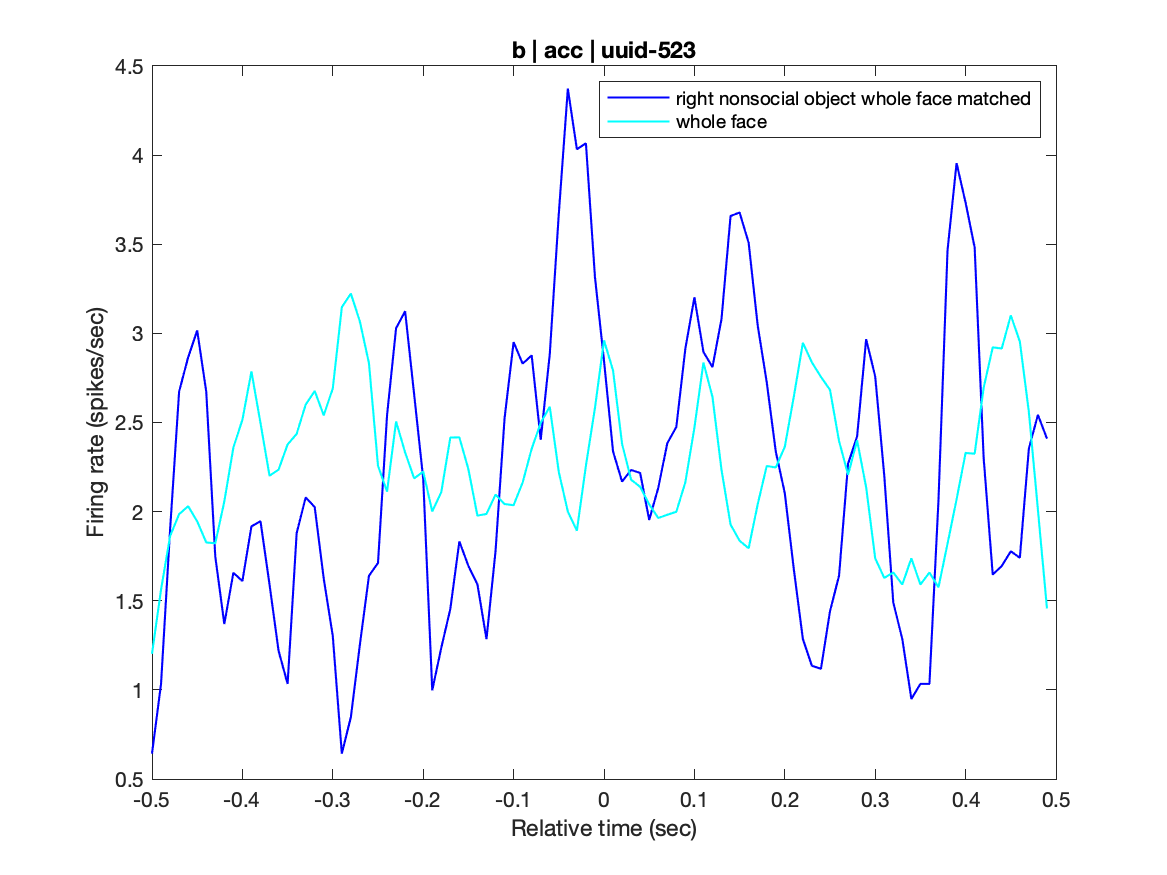 b | acc | uuid-523
right nonsocial object whole face matched
whole face
Firing rate (spikes/sec)
4.5
4
3.5
3
2.5
2
1.5
1
0.5
-0.5 -0.4 -0.3 -0.2 -0.1 0 0.1 0.2 0.3 0.4 0.5
Relative time (sec)